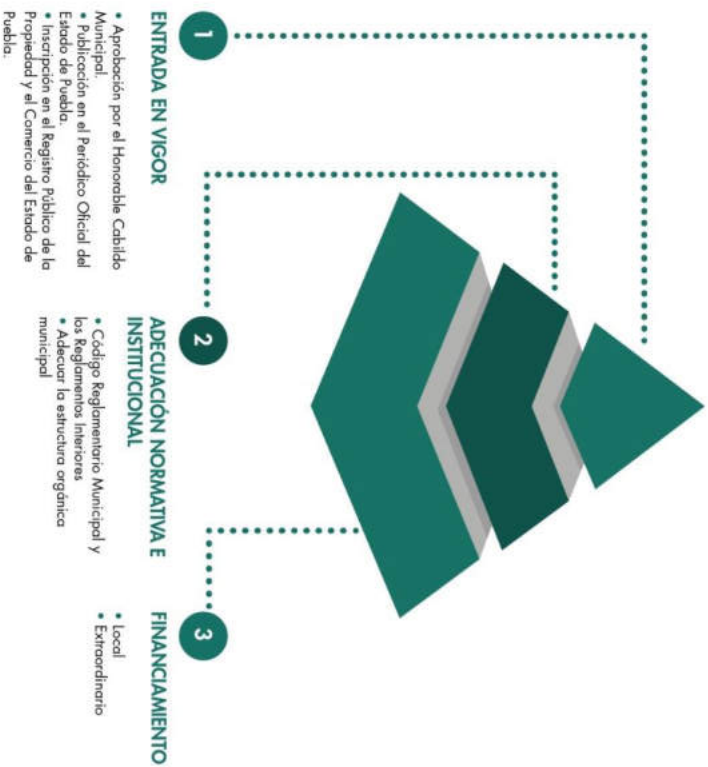 1
ENTRADA EN VIGOR
• Aprobación por el Honorable Cabildo
Municipal.
• Publicación en el Periódico Oficial del
Estado de Puebla.
• Inscripción en el Registro Público de la
Propiedad y el Comercio del Estado de
Puebla.
2
ADECUACIÓN NORMATIVA E
INSTITUCIONAL
• Código Reglamentario Municipal y
los Reglamentos Interiores
• Adecuar la estructura orgánica
municipal
3
FINANCIAMIENTO
• Local
• Extraordinario